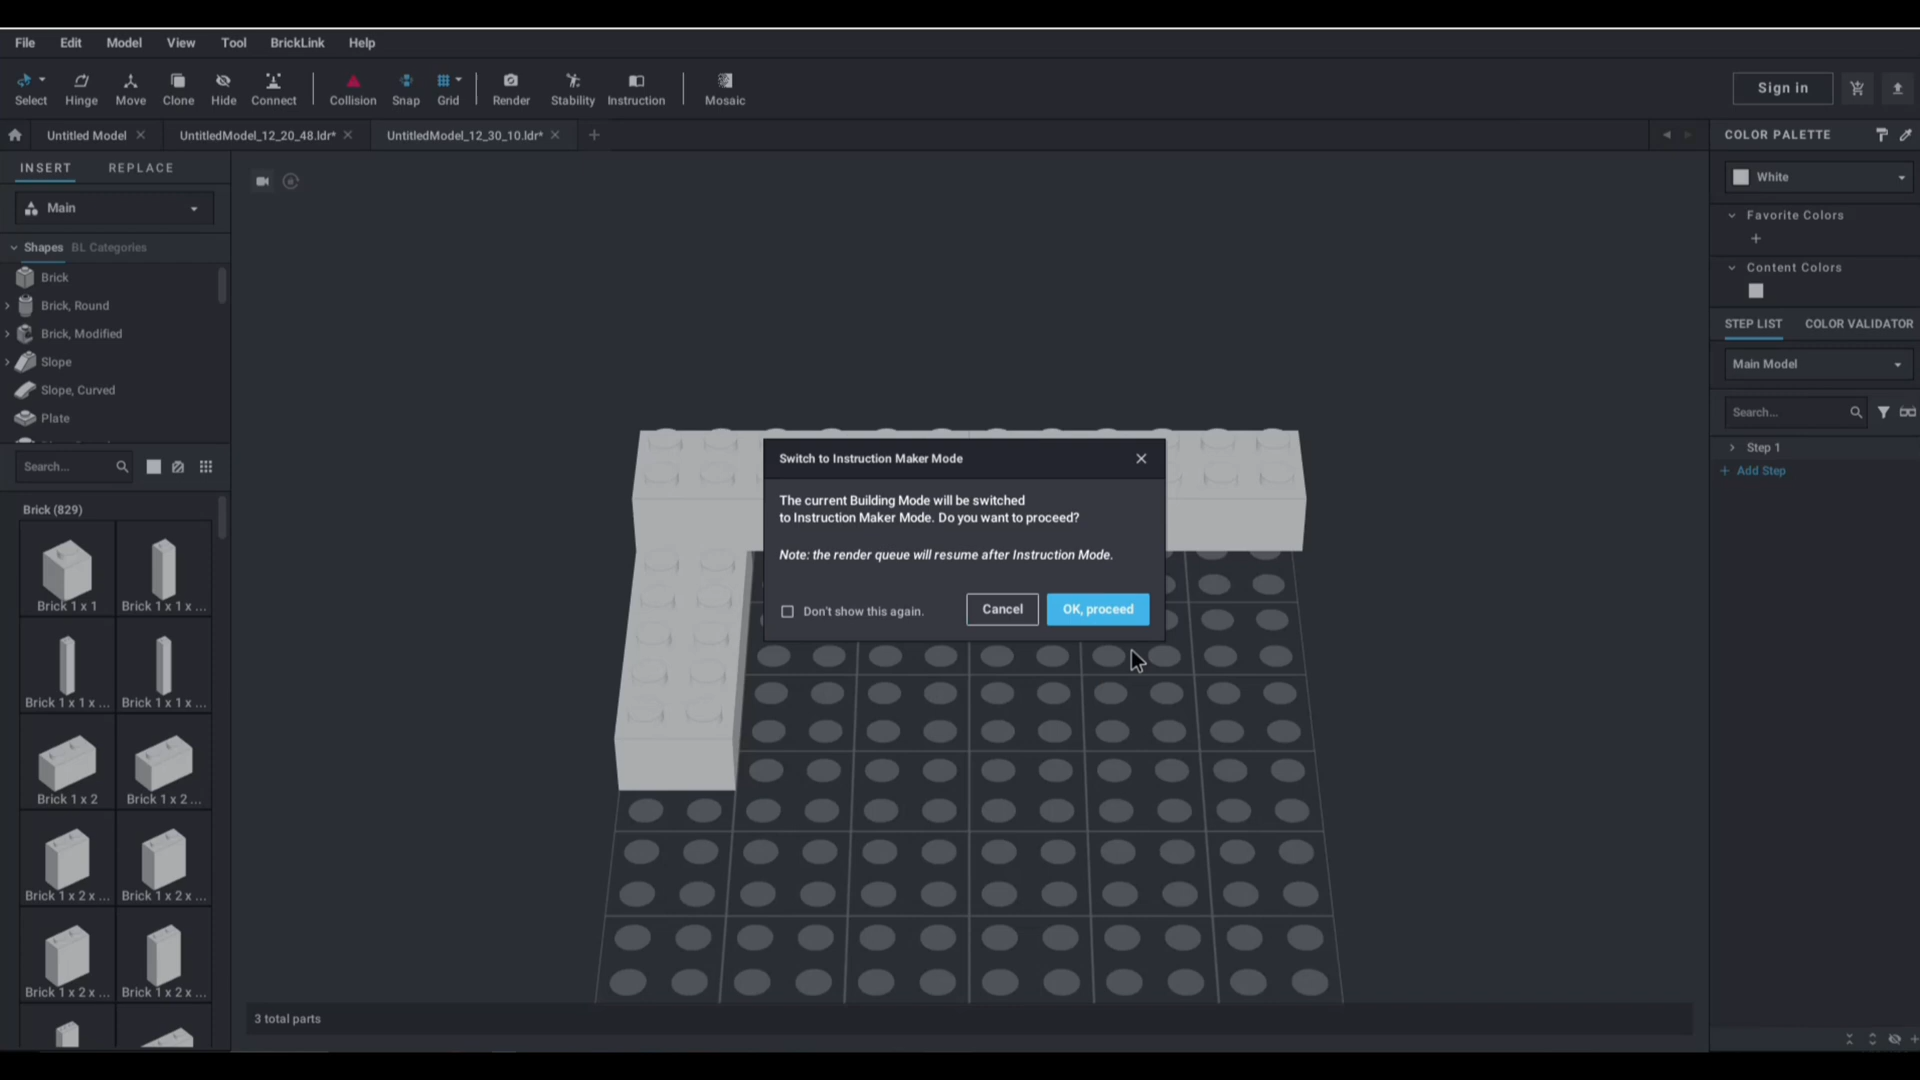 File Edit Model View Tool BrickLink Help
Select Hinge Move Clone Hide Connect Collision Snap Grid Render Stability Instruction Mosaic
Sign in
Untitled Model UntitledModel_12_20_48.ldr* UntitledModel_12_30_10.ldr*
INSERT REPLACE
Main
Shapes BL Categories
Brick
Brick, Round
Brick, Modified
Slope
Slope, Curved
Plate
Search...
Brick (829)
Brick 1 x 1 Brick 1 x 1 x ...
Brick 1 x 1 x ... Brick 1 x 1 x ...
Brick 1 x 2 Brick 1 x 2 ...
Brick 1 x 2 x ... Brick 1 x 2 x ...
Brick 1 x 2 x ... Brick 1 x 2 x ...
Switch to Instruction Maker Mode
The current Building Mode will be switched
to Instruction Maker Mode. Do you want to proceed?
Note: the render queue will resume after Instruction Mode.
Don't show this again.
Cancel
OK, proceed
3 total parts
COLOR PALETTE
White
Favorite Colors
Content Colors
STEP LIST COLOR VALIDATOR
Main Model
Search...
Step 1
+ Add Step